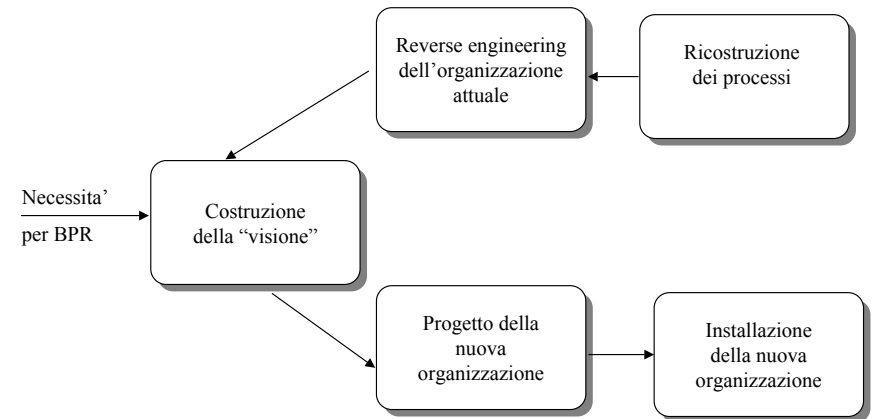 Reverse engineering
dell’organizzazione
attuale
Ricostruzione
dei processi
Necessita’
per BPR
Costruzione
della “visione”
Progetto della
nuova
organizzazione
Installazione
della nuova
organizzazione